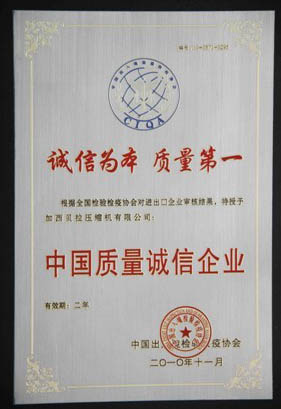 CIQA
诚信为本 质量第一
根据全国检验检疫协会对进出口企业审核结果，特授予
加西贝拉压缩机有限公司：
中国质量诚信企业
有效期：二年
中国出入境检验检疫协会
二〇一〇年十一月